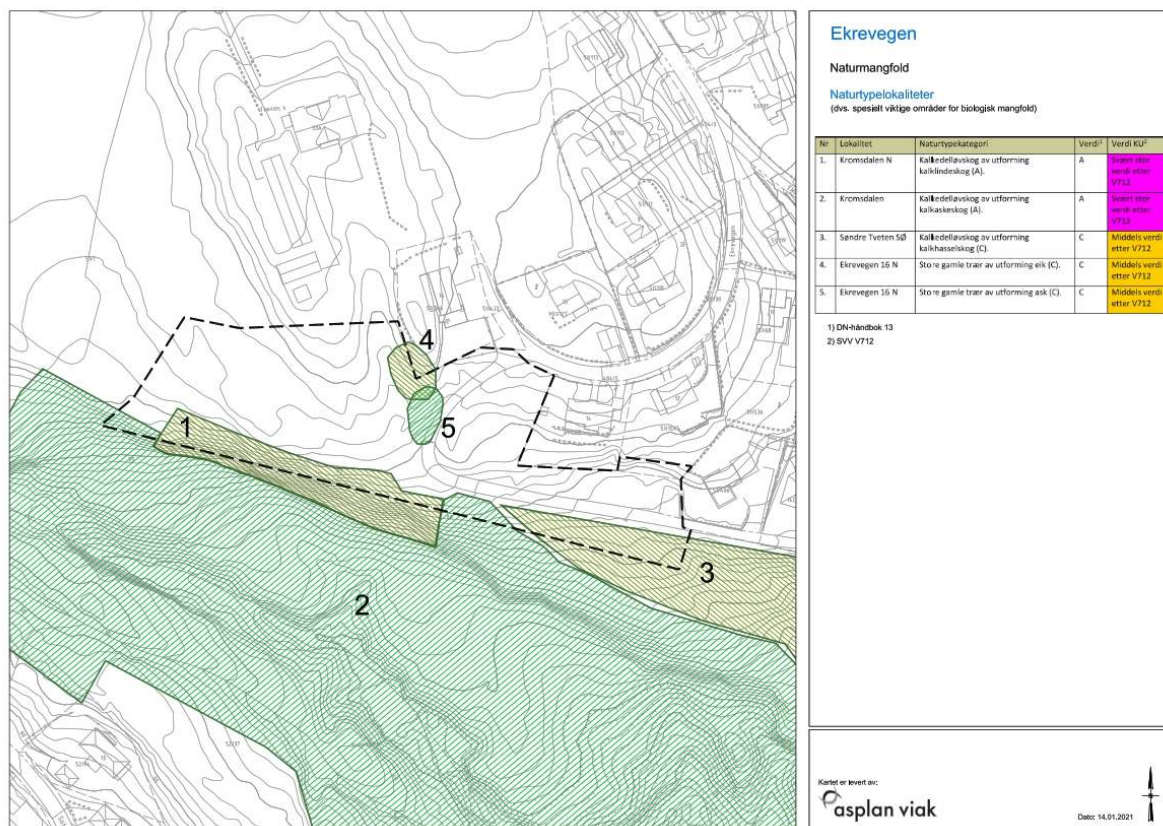 Ekrevegen
Naturmangfold
Naturtypelokaliteter
(dvs. spesielt viktige områder for biologisk mangfold)
Nr Lokalitet Naturtypekategori Verdi¹ Verdi KU²
1. Kromsdalen N Kalkedelløvskog av utforming kalklindeskog (A). A Svært stor verdi etter V712
2. Kromsdalen Kalkedelløvskog av utforming kalkaskeskog (A). A Svært stor verdi etter V712
3. Søndre Tveten SØ Kalkedelløvskog av utforming kalkhasselskog (C). C Middels verdi etter V712
4. Ekrevegen 16 N Store gamle trær av utforming eik (C). C Middels verdi etter V712
5. Ekrevegen 16 N Store gamle trær av utforming ask (C). C Middels verdi etter V712
1) DN-håndbok 13
2) SVV V712
4
5
1
3
2
Ekrevegen
Kartet er levert av:
asplan viak
Dato: 14.01.2021